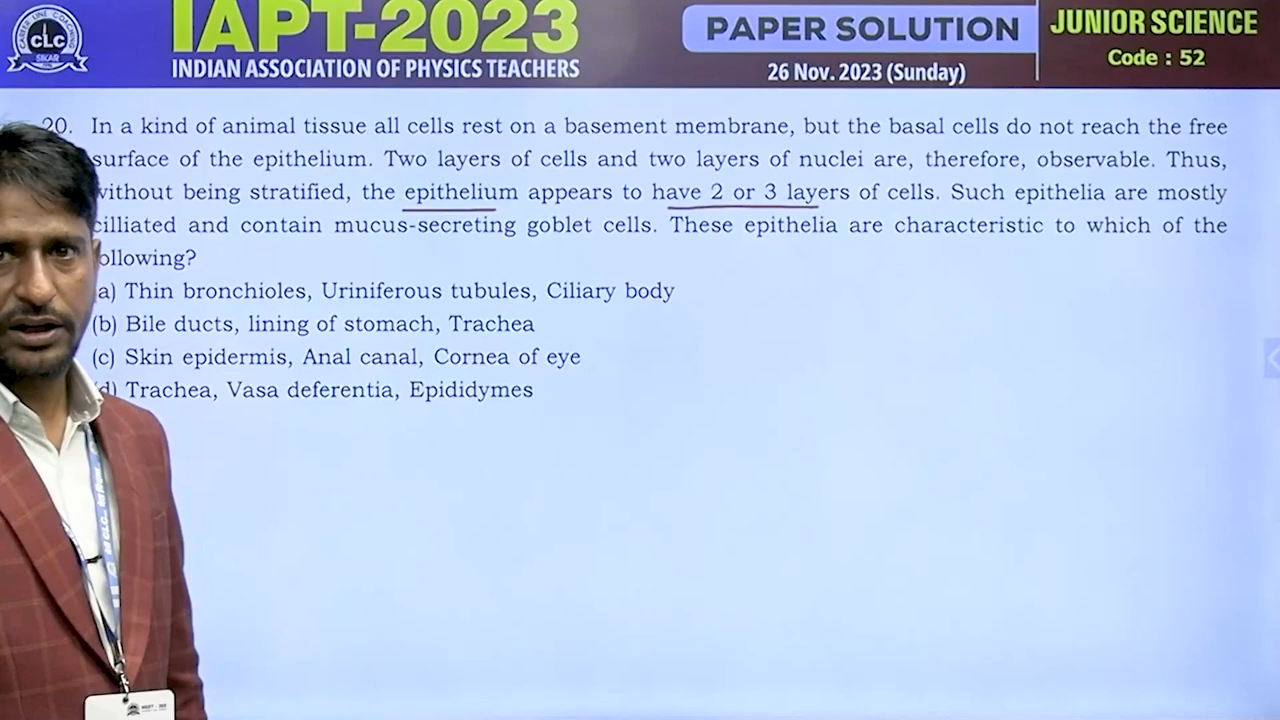 CAREER LINE COACHING
CLC
SIKAR
IAPT-2023
INDIAN ASSOCIATION OF PHYSICS TEACHERS
PAPER SOLUTION
26 Nov. 2023 (Sunday)
JUNIOR SCIENCE
Code : 52
20. In a kind of animal tissue all cells rest on a basement membrane, but the basal cells do not reach the free
surface of the epithelium. Two layers of cells and two layers of nuclei are, therefore, observable. Thus,
without being stratified, the epithelium appears to have 2 or 3 layers of cells. Such epithelia are mostly
cilliated and contain mucus-secreting goblet cells. These epithelia are characteristic to which of the
ollowing?
a) Thin bronchioles, Uriniferous tubules, Ciliary body
(b) Bile ducts, lining of stomach, Trachea
(c) Skin epidermis, Anal canal, Cornea of eye
d) Trachea, Vasa deferentia, Epididymes
CLC